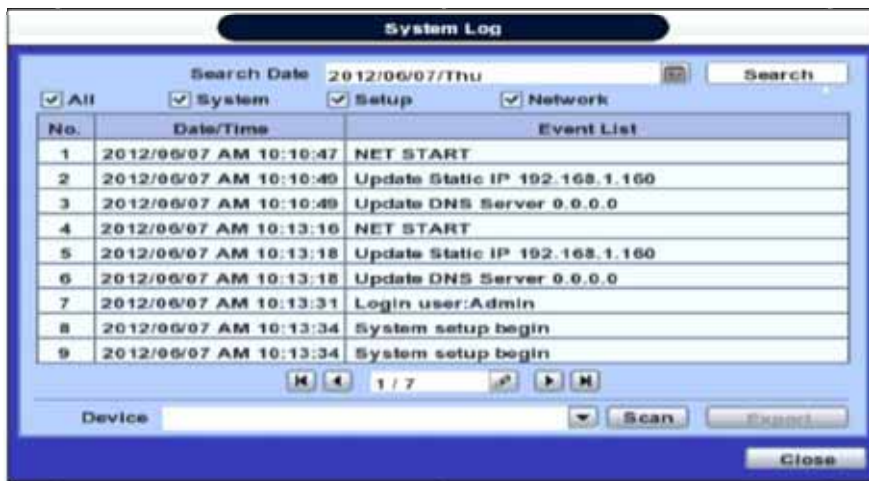 System Log
Search Date 2012/06/07/Thu Search
All System Setup Network
No. Date/Time Event List
1 2012/06/07 AM 10:10:47 NET START
2 2012/06/07 AM 10:10:49 Update Static IP 192.168.1.160
3 2012/06/07 AM 10:10:49 Update DNS Server 0.0.0.0
4 2012/06/07 AM 10:13:16 NET START
5 2012/06/07 AM 10:13:18 Update Static IP 192.168.1.160
6 2012/06/07 AM 10:13:18 Update DNS Server 0.0.0.0
7 2012/06/07 AM 10:13:31 Login user:Admin
8 2012/06/07 AM 10:13:34 System setup begin
9 2012/06/07 AM 10:13:34 System setup begin
1 / 7
Device Scan Export
Close